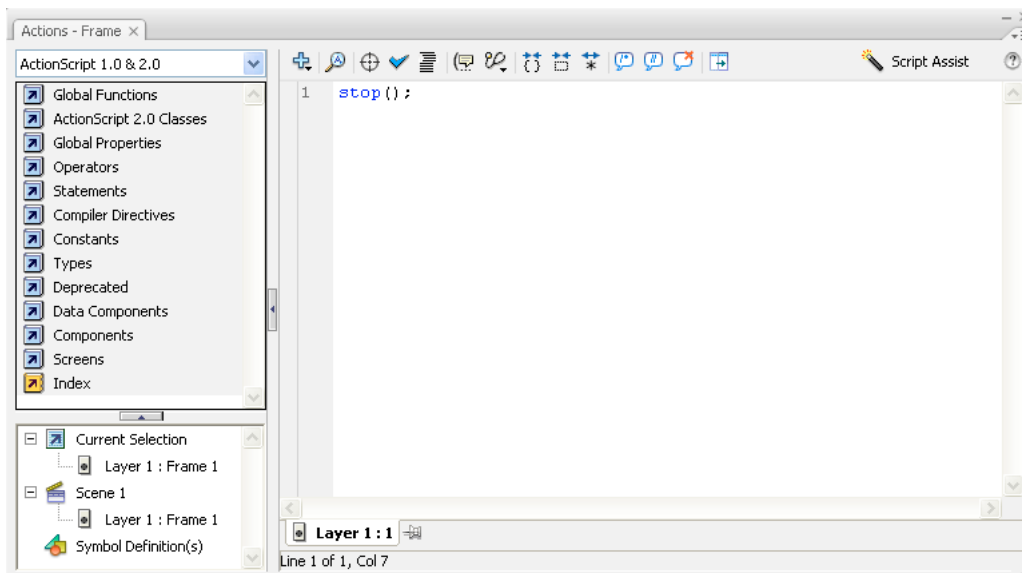 Actions - Frame
ActionScript 1.0 & 2.0
Script Assist
Global Functions
ActionScript 2.0 Classes
Global Properties
Operators
Statements
Compiler Directives
Constants
Types
Deprecated
Data Components
Components
Screens
Index
Current Selection
Layer 1 : Frame 1
Scene 1
Layer 1 : Frame 1
Symbol Definition(s)
1 stop();
Layer 1 : 1
Line 1 of 1, Col 7